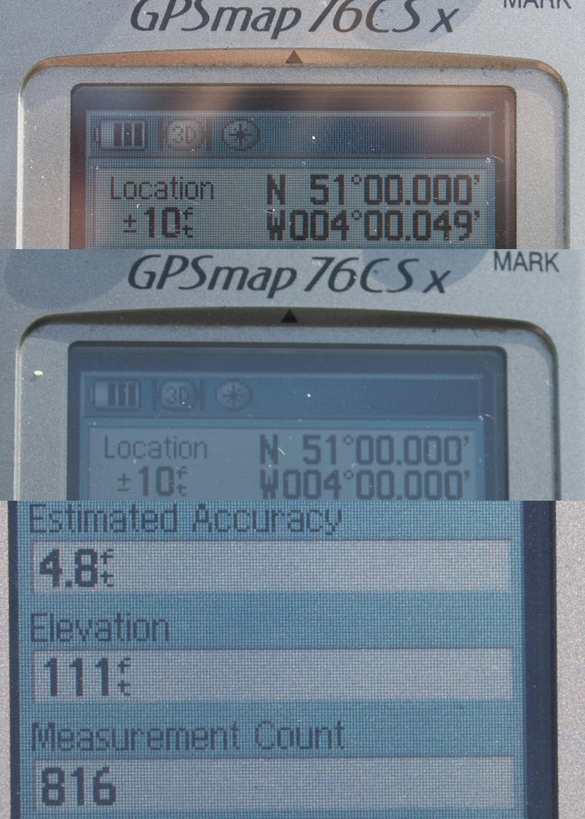 GPSmap 76CSx
MARK
3D
Location N 51°00.000'
±10ft W004°00.049'
GPSmap 76CSx
MARK
3D
Location N 51°00.000'
±10ft W004°00.000'
Estimated Accuracy
4.8ft
Elevation
111ft
Measurement Count
816